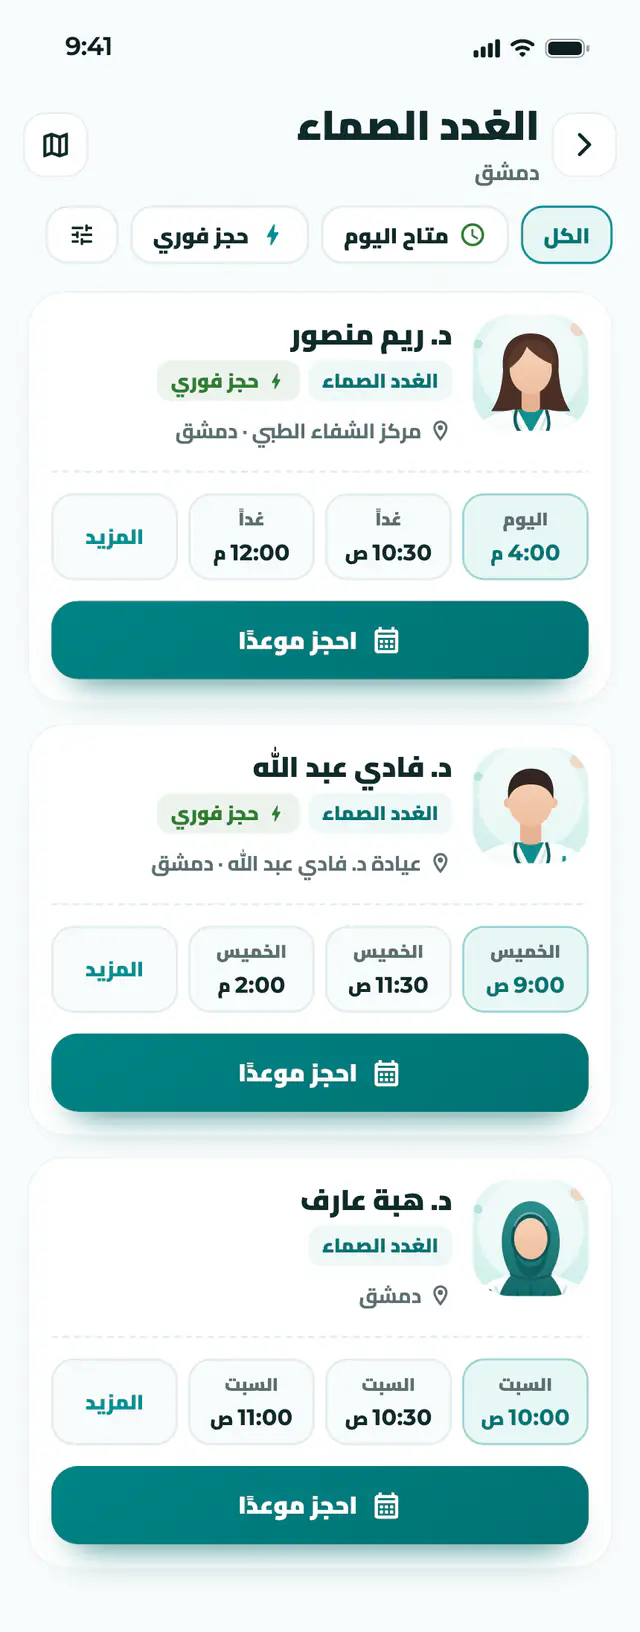 9:41
الغدد الصماء
دمشق
الكل
متاح اليوم
حجز فوري
د. ريم منصور
الغدد الصماء
حجز فوري
مركز الشفاء الطبي · دمشق
اليوم
4:00 م
غداً
10:30 ص
غداً
12:00 م
المزيد
احجز موعدًا
د. فادي عبد الله
الغدد الصماء
حجز فوري
عيادة د. فادي عبد الله · دمشق
الخميس
9:00 ص
الخميس
11:30 ص
الخميس
2:00 م
المزيد
احجز موعدًا
د. هبة عارف
الغدد الصماء
دمشق
السبت
10:00 ص
السبت
10:30 ص
السبت
11:00 ص
المزيد
احجز موعدًا